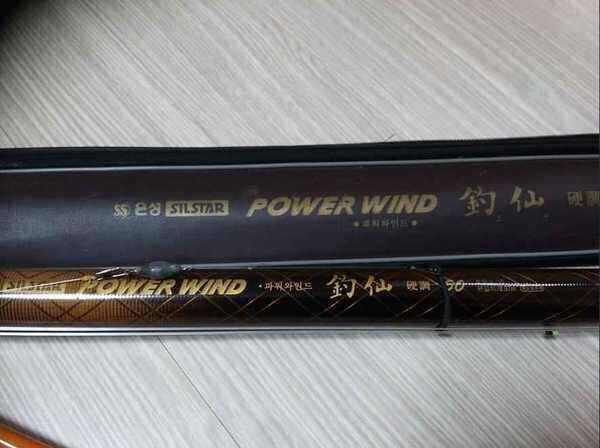 SS 은성 SILSTAR POWER WIND 釣仙 硬調
• 파워와인드 •
POWER WIND • 파워와인드 釣仙 硬調 50